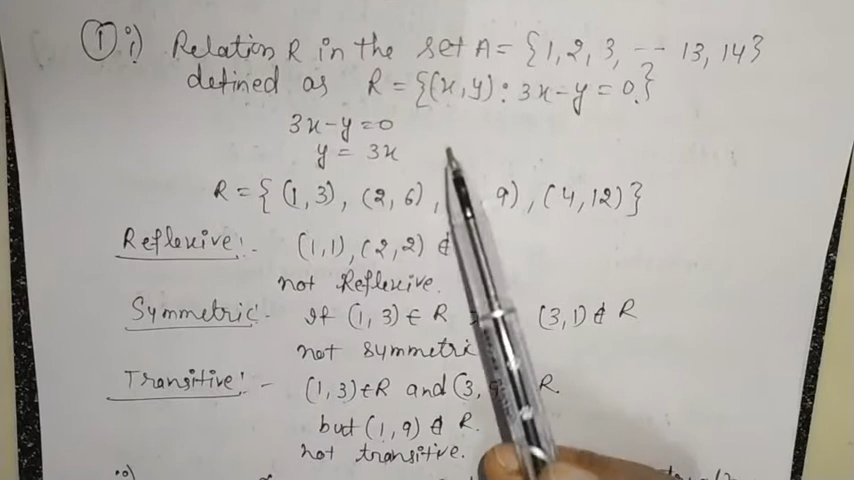 ① i) Relation R in the set A = {1, 2, 3, -- 13, 14}
defined as R = {(x, y) : 3x - y = 0}
3x - y = 0
y = 3x
R = { (1, 3), (2, 6), 9), (4, 12) }
Reflexive:- (1, 1), (2, 2) ∉
not Reflexive.
Symmetric - If (1, 3) ∈ R (3, 1) ∉ R
not symmetric
Transitive: - (1, 3) ∈ R and (3, R.
but (1, 9) ∉ R.
not transitive.